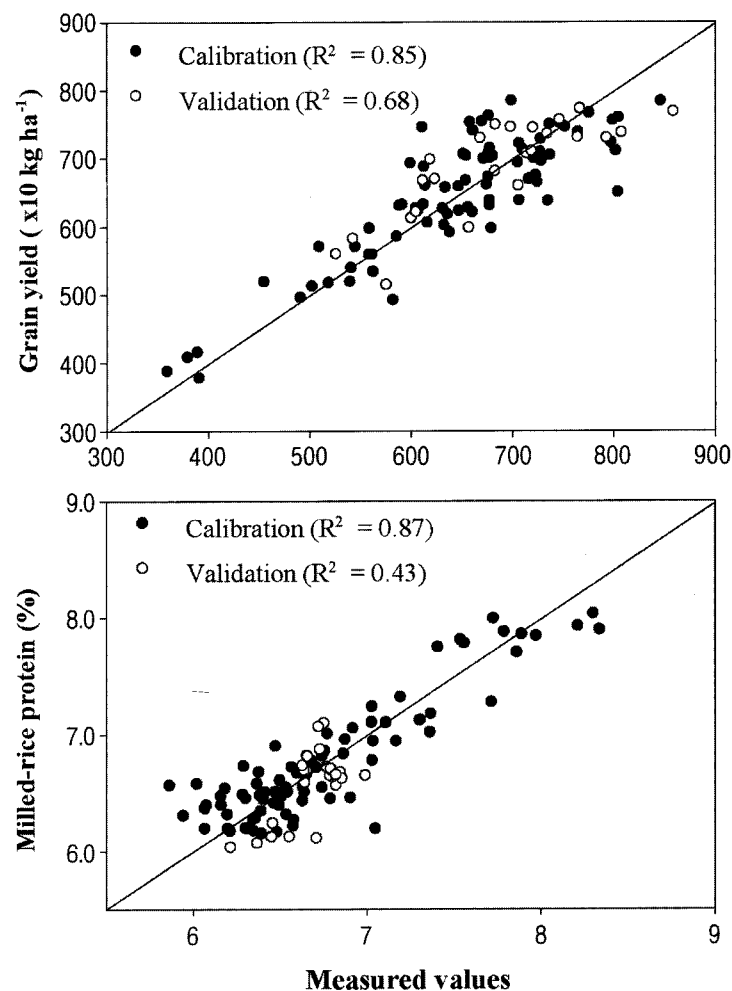 900
800
700
600
500
400
300
Grain yield ( x10 kg ha⁻¹)
Calibration (R² = 0.85)
Validation (R² = 0.68)
300 400 500 600 700 800 900
9.0
8.0
7.0
6.0
Milled-rice protein (%)
Calibration (R² = 0.87)
Validation (R² = 0.43)
6 7 8 9
Measured values